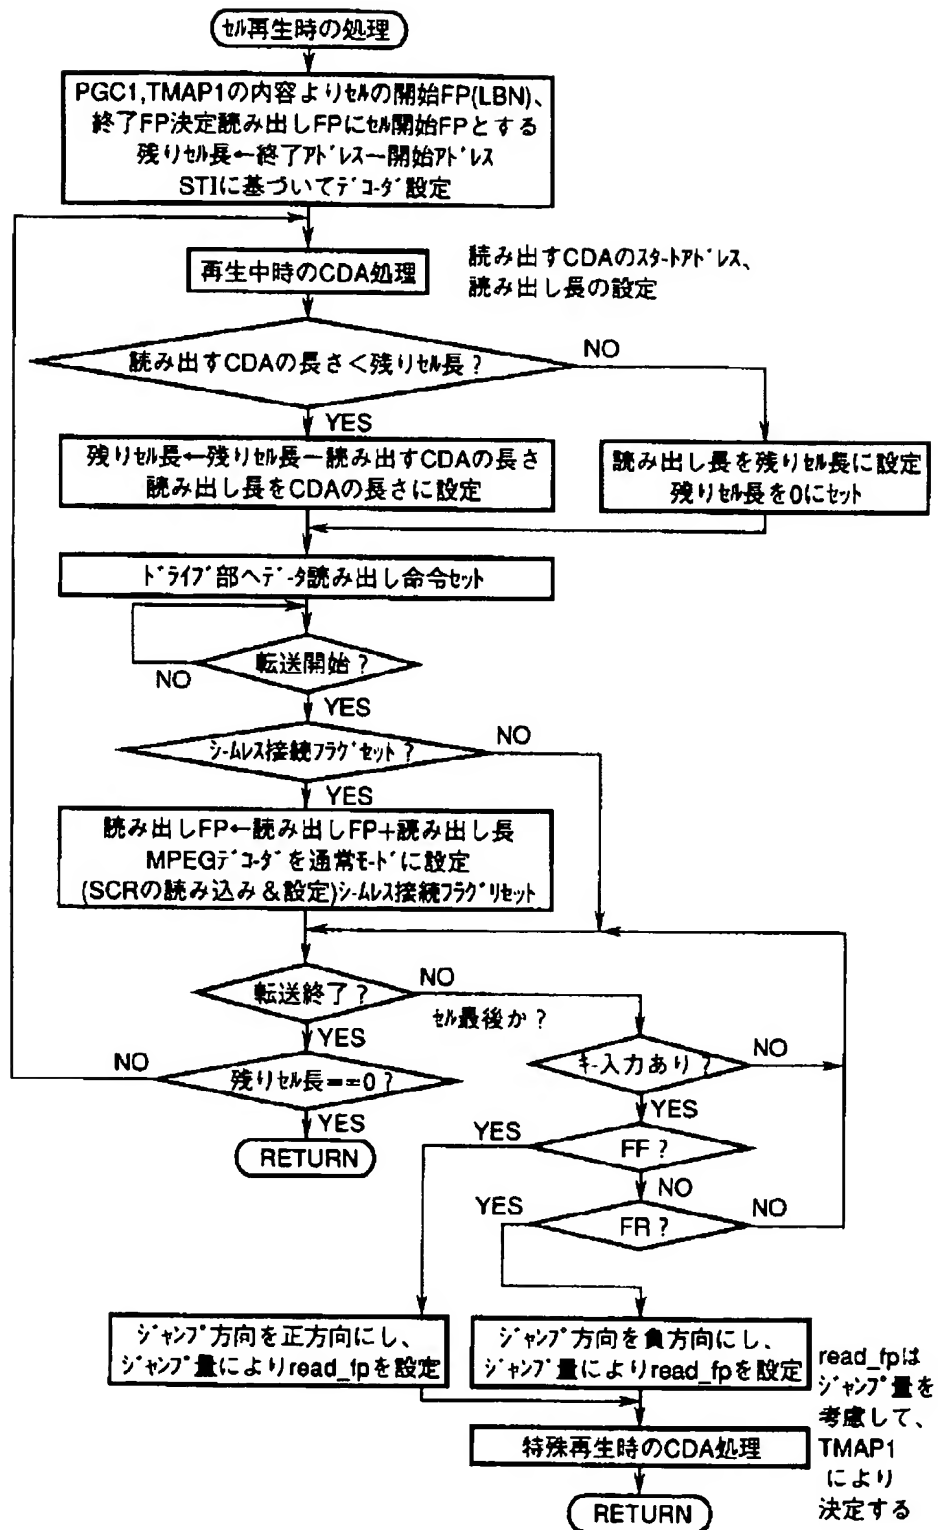 ｾﾙ再生時の処理
PGC1,TMAP1の内容よりｾﾙの開始FP(LBN)、
終了FP決定読み出しFPにｾﾙ開始FPとする
残りｾﾙ長←終了ｱﾄﾞﾚｽー開始ｱﾄﾞﾚｽ
STIに基づいてﾃﾞｺｰﾀﾞ設定
再生中時のCDA処理
読み出すCDAのｽﾀｰﾄｱﾄﾞﾚｽ、
読み出し長の設定
読み出すCDAの長さ<残りｾﾙ長?
NO
YES
残りｾﾙ長←残りｾﾙ長ー読み出すCDAの長さ
読み出し長をCDAの長さに設定
読み出し長を残りｾﾙ長に設定
残りｾﾙ長を0にｾｯﾄ
ﾄﾞﾗｲﾌﾞ部へﾃﾞｰﾀ読み出し命令ｾｯﾄ
転送開始?
NO
YES
ｼｰﾑﾚｽ接続ﾌﾗｸﾞｾｯﾄ?
NO
YES
読み出しFP←読み出しFP+読み出し長
MPEGﾃﾞｺｰﾀﾞを通常ﾓｰﾄﾞに設定
(SCRの読み込み&設定)ｼｰﾑﾚｽ接続ﾌﾗｸﾞﾘｾｯﾄ
転送終了?
NO
ｾﾙ最後か?
YES
NO
残りｾﾙ長==0?
YES
RETURN
ｷｰ入力あり?
NO
YES
YES
FF?
NO
YES
FR?
NO
ｼﾞｬﾝﾌﾟ方向を正方向にし、
ｼﾞｬﾝﾌﾟ量によりread_fpを設定
ｼﾞｬﾝﾌﾟ方向を負方向にし、
ｼﾞｬﾝﾌﾟ量によりread_fpを設定
read_fpは
ｼﾞｬﾝﾌﾟ量を
考慮して、
TMAP1
により
決定する
特殊再生時のCDA処理
RETURN